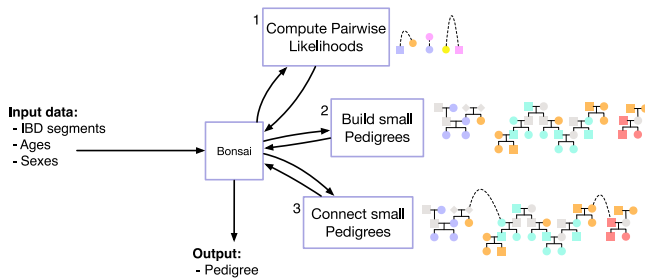 1
Compute Pairwise
Likelihoods
Input data:
- IBD segments
- Ages
- Sexes
Bonsai
2
Build small
Pedigrees
3
Connect small
Pedigrees
Output:
- Pedigree